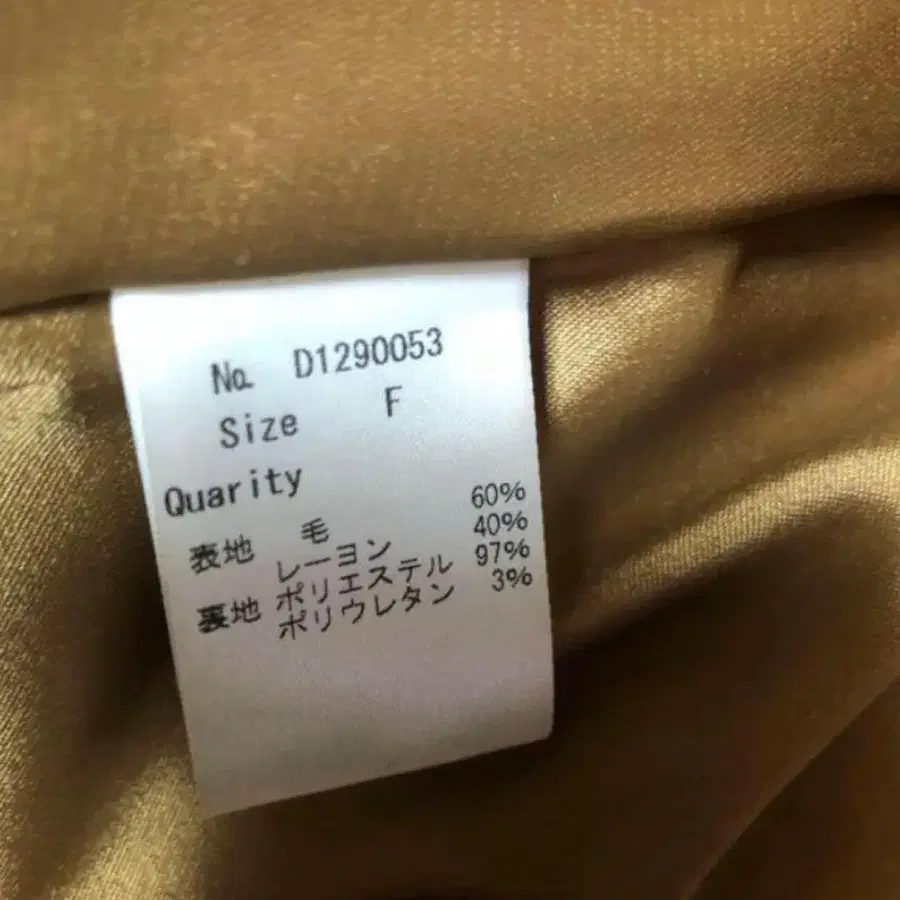 No. D1290053
Size F
Quarity
表地 毛 60%
レーヨン 40%
裏地 ポリエステル 97%
ポリウレタン 3%